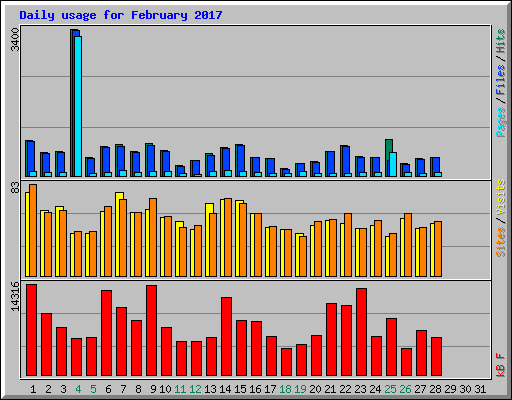 Daily usage for February 2017
3400
Pages / Files / Hits
83
Sites / Visits
14316
kB F
1 2 3 4 5 6 7 8 9 10 11 12 13 14 15 16 17 18 19 20 21 22 23 24 25 26 27 28 29 30 31